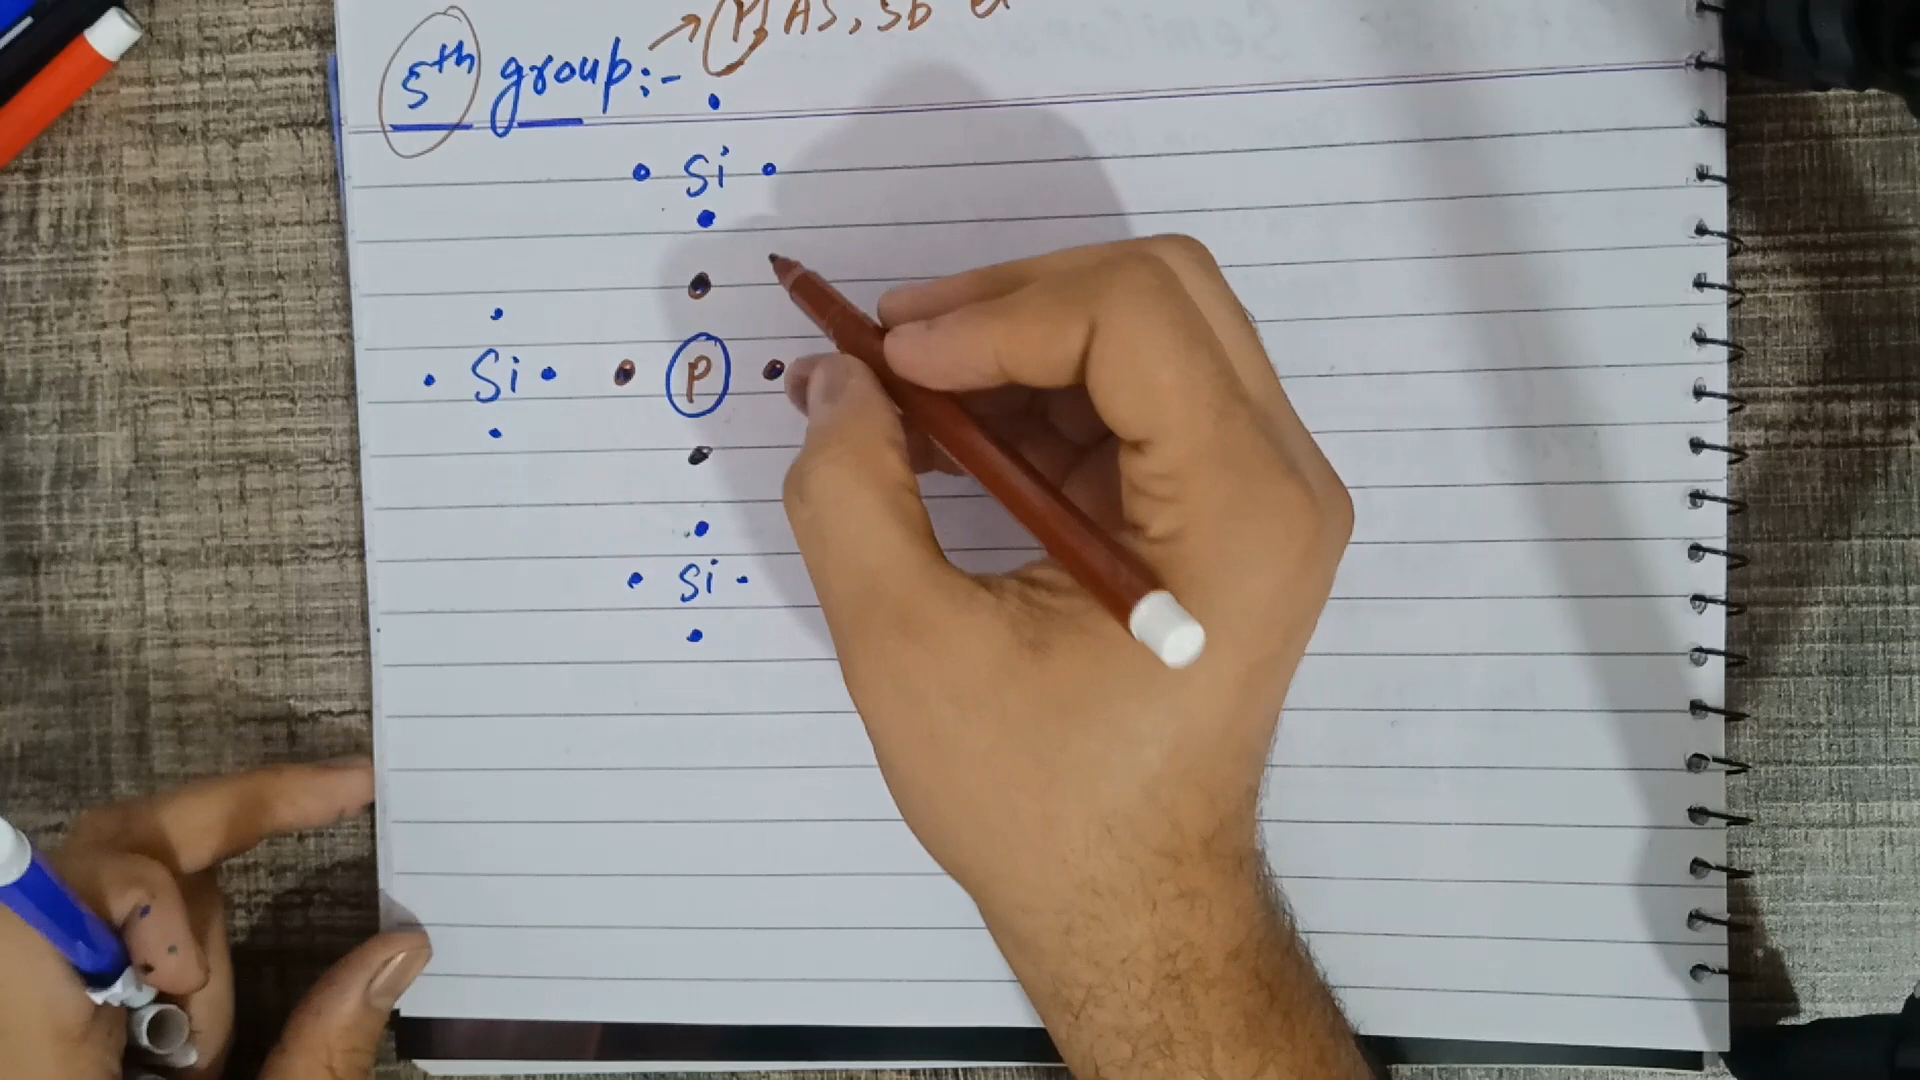 5th group:- → P, As, Sb
Si
Si P
Si